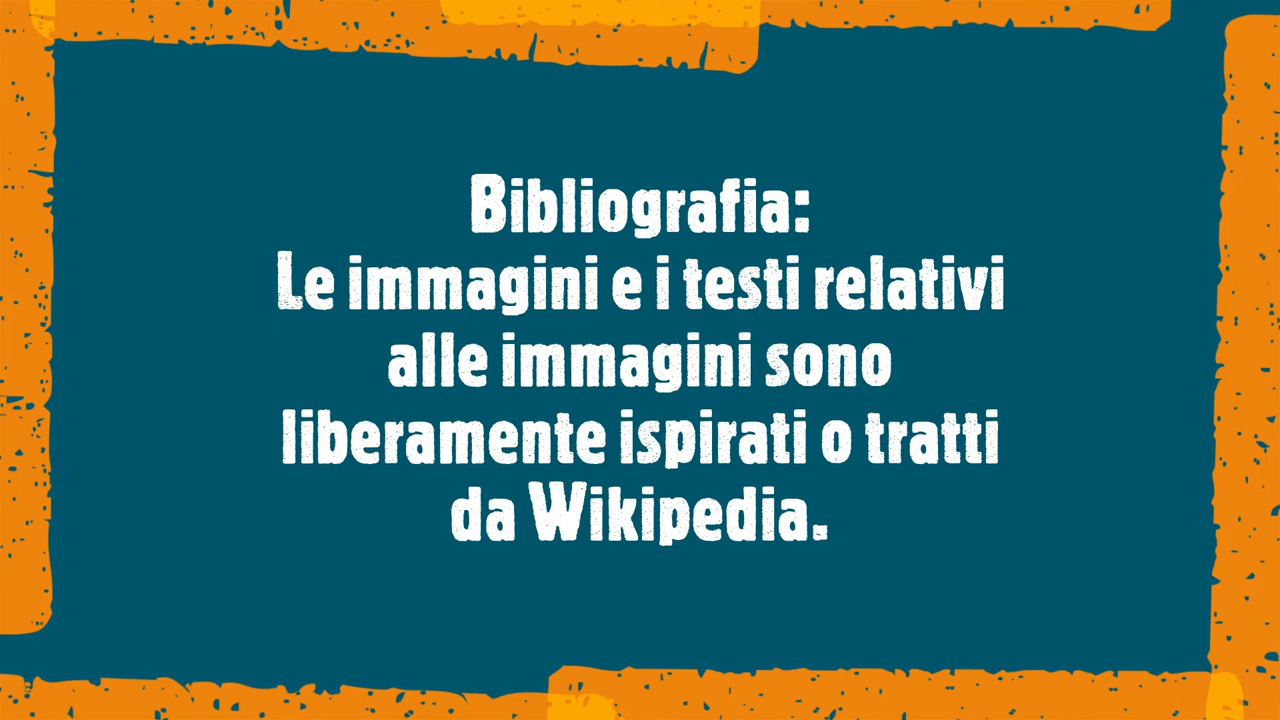 Bibliografia:
Le immagini e i testi relativi
alle immagini sono
liberamente ispirati o tratti
da Wikipedia.